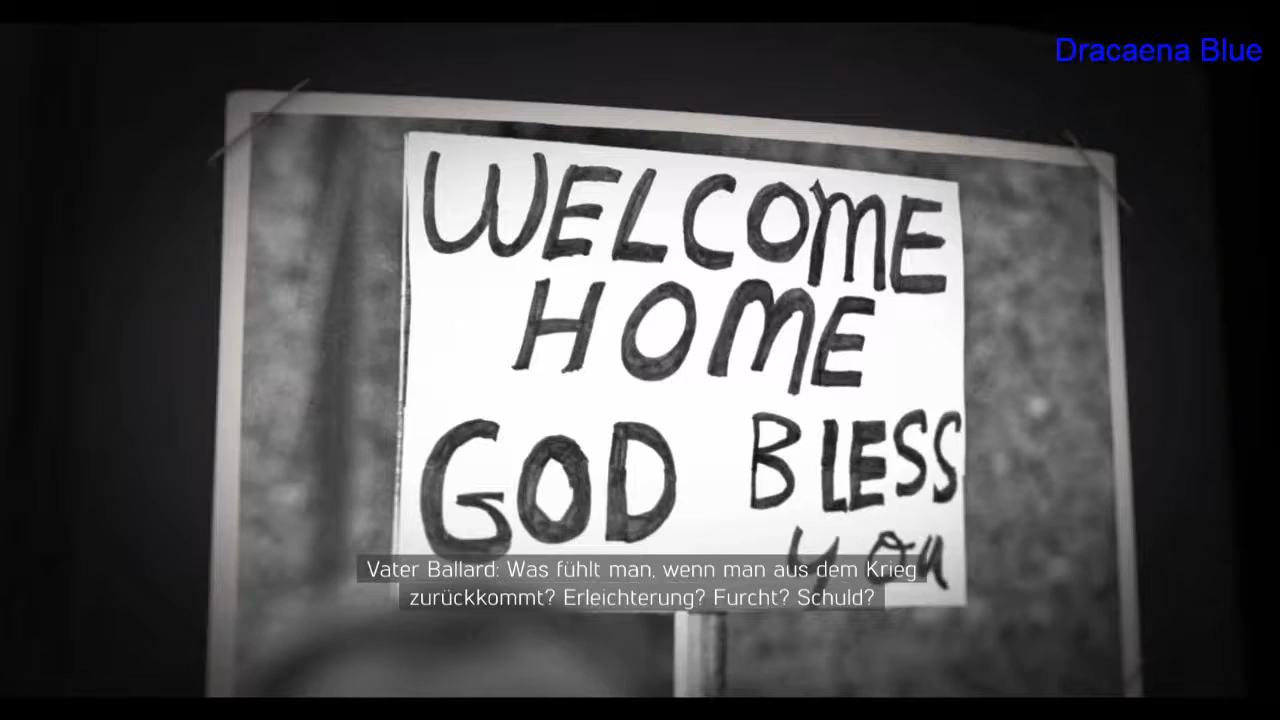 Dracaena Blue
WELCOME
HOME
GOD BLESS
you
Vater Ballard: Was fühlt man, wenn man aus dem Krieg
zurückkommt? Erleichterung? Furcht? Schuld?